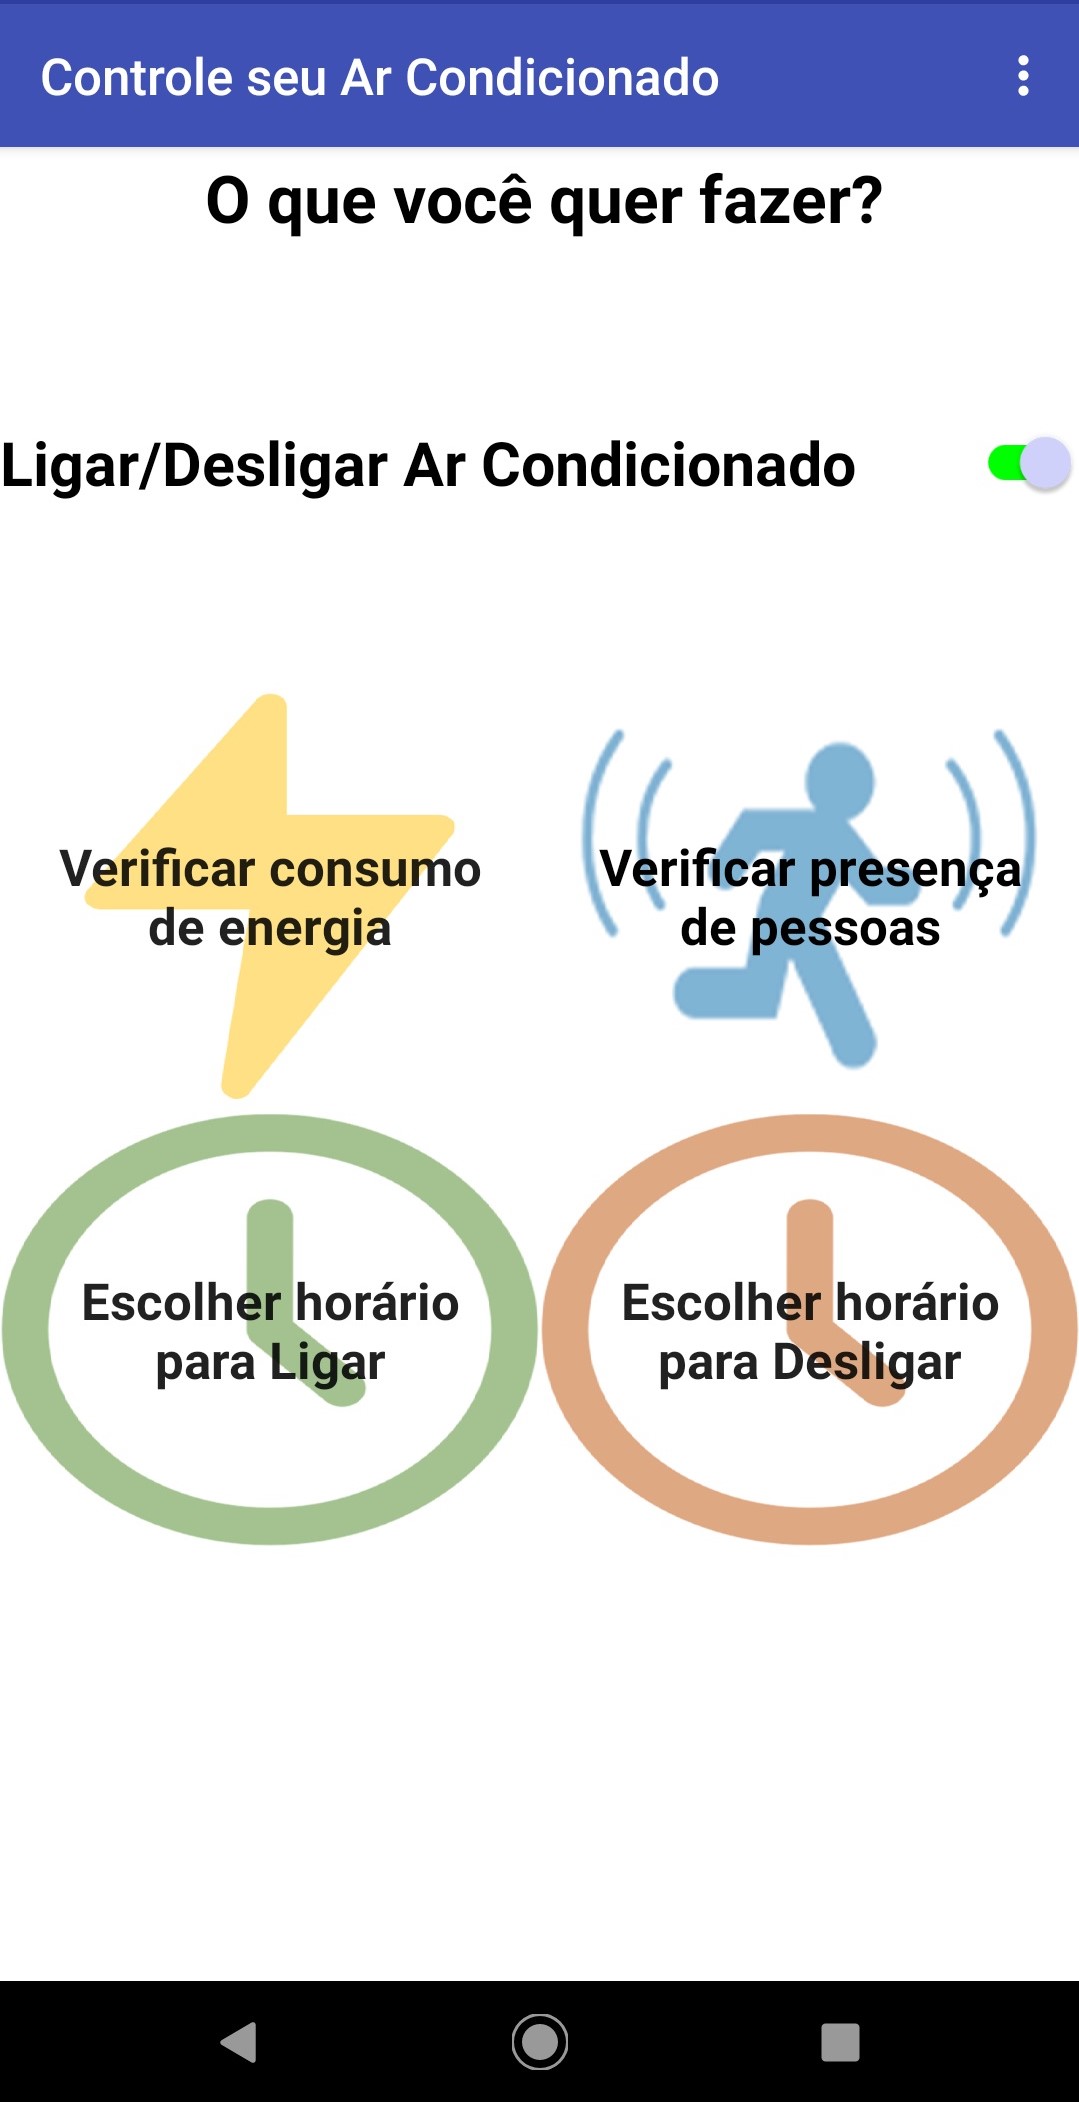 Controle seu Ar Condicionado
O que você quer fazer?
Ligar/Desligar Ar Condicionado
Verificar consumo
de energia
Verificar presença
de pessoas
Escolher horário
para Ligar
Escolher horário
para Desligar